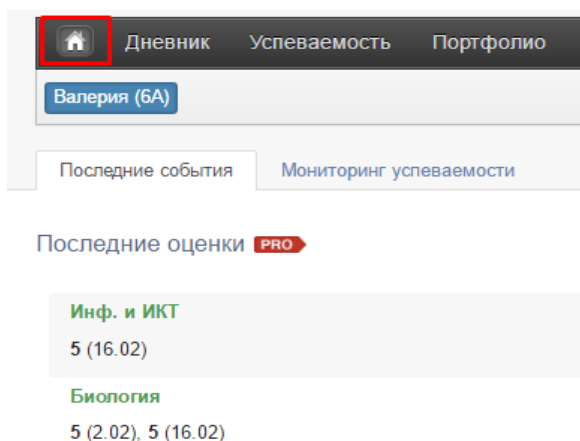 Дневник Успеваемость Портфолио
Валерия (6А)
Последние события Мониторинг успеваемости
Последние оценки PRO
Инф. и ИКТ
5 (16.02)
Биология
5 (2.02), 5 (16.02)